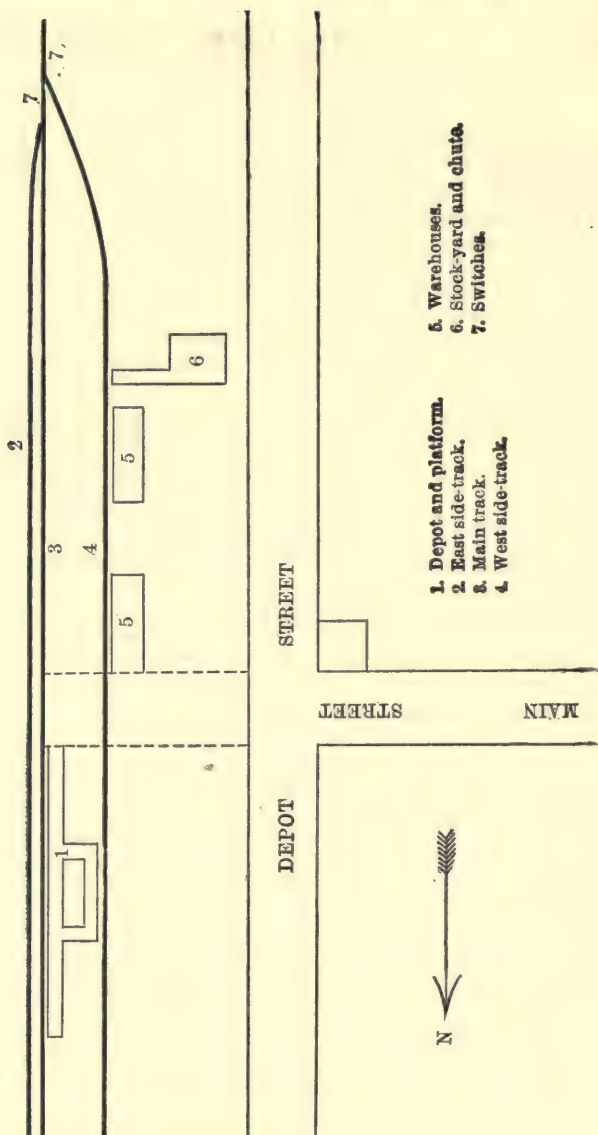 7
7
2
3
4
1
5
5
6
DEPOT STREET
MAIN STREET
N
1. Depot and platform.
2. East side-track.
3. Main track.
4. West side-track.
5. Warehouses.
6. Stock-yard and chute.
7. Switches.